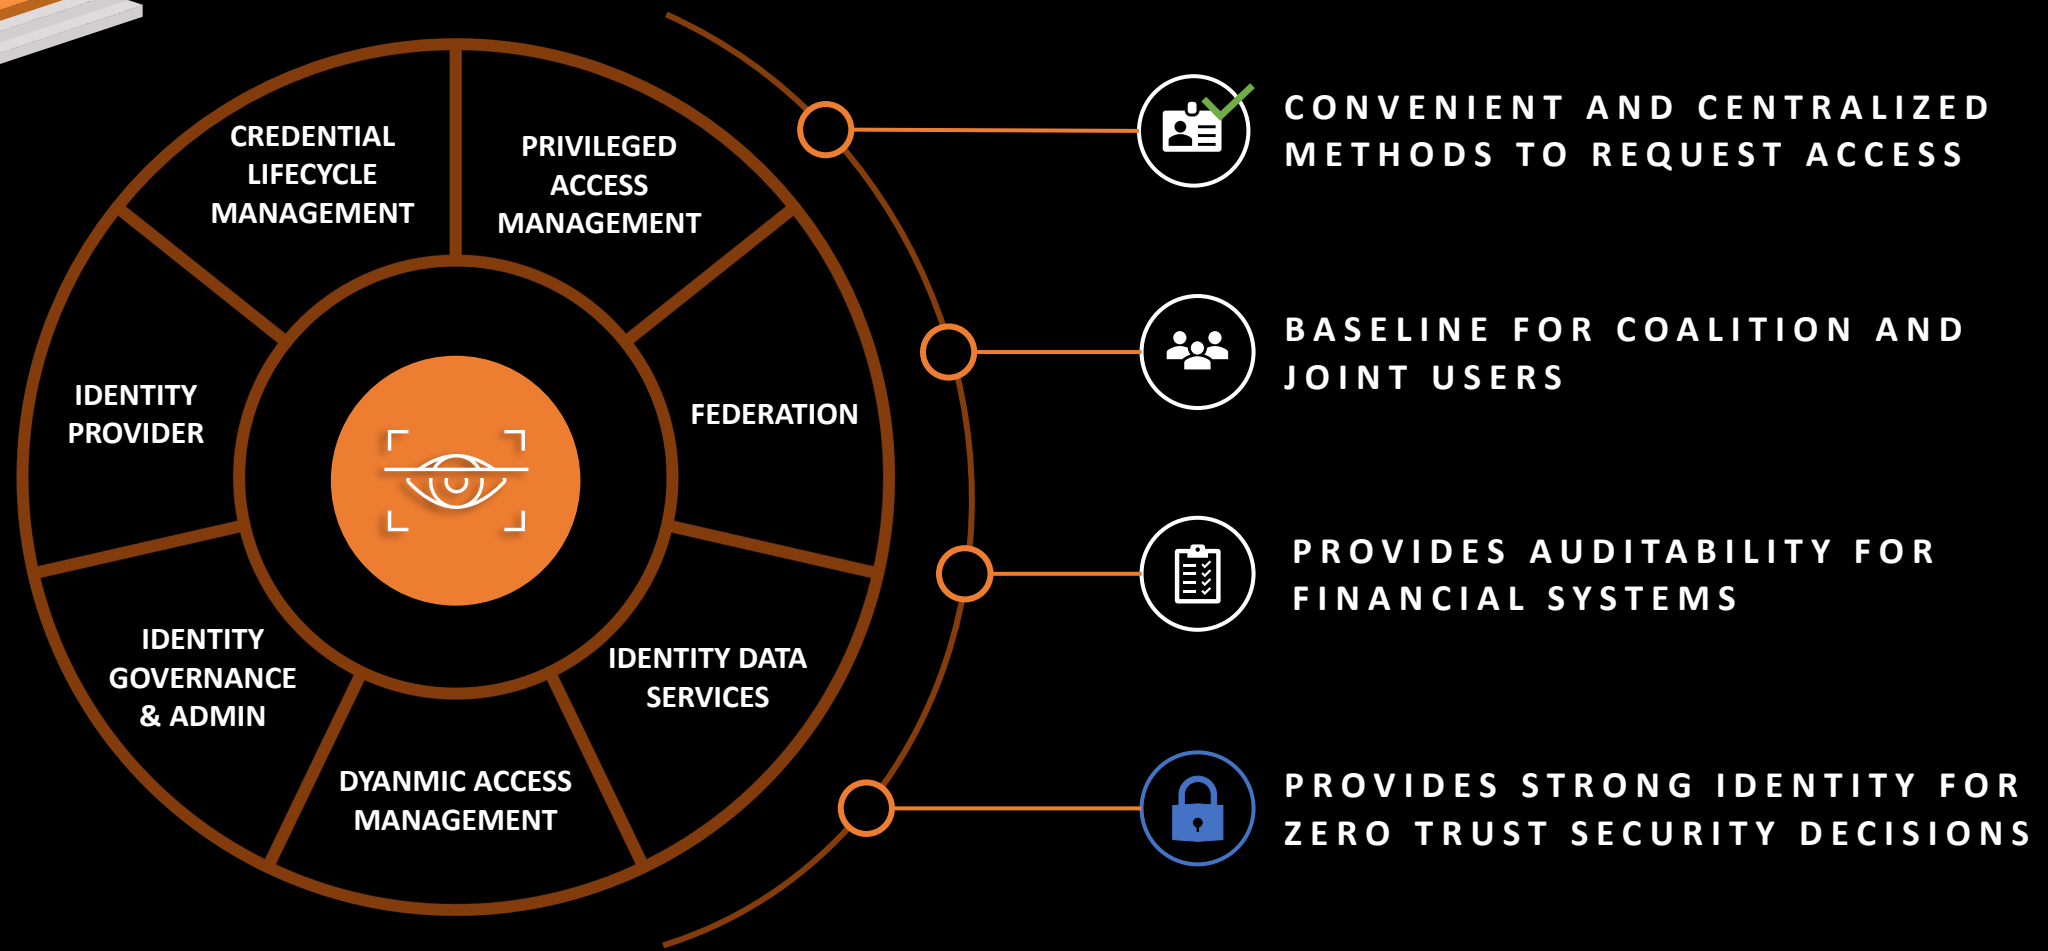 CREDENTIAL
LIFECYCLE
MANAGEMENT
PRIVILEGED
ACCESS
MANAGEMENT
FEDERATION
IDENTITY DATA
SERVICES
DYANMIC ACCESS
MANAGEMENT
IDENTITY
GOVERNANCE
& ADMIN
IDENTITY
PROVIDER
CONVENIENT AND CENTRALIZED
METHODS TO REQUEST ACCESS
BASELINE FOR COALITION AND
JOINT USERS
PROVIDES AUDITABILITY FOR
FINANCIAL SYSTEMS
PROVIDES STRONG IDENTITY FOR
ZERO TRUST SECURITY DECISIONS